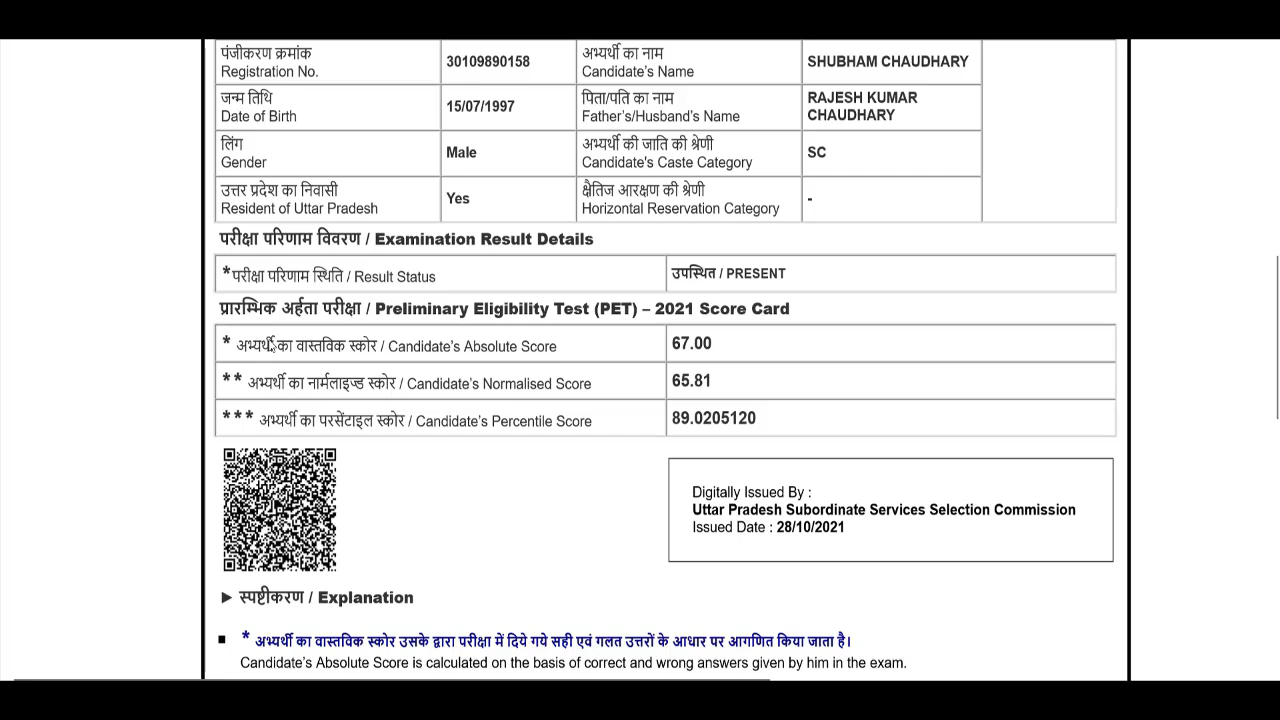 पंजीकरण क्रमांक
Registration No.
30109890158
अभ्यर्थी का नाम
Candidate's Name
SHUBHAM CHAUDHARY
जन्म तिथि
Date of Birth
15/07/1997
पिता/पति का नाम
Father's/Husband's Name
RAJESH KUMAR
CHAUDHARY
लिंग
Gender
Male
अभ्यर्थी की जाति की श्रेणी
Candidate's Caste Category
SC
उत्तर प्रदेश का निवासी
Resident of Uttar Pradesh
Yes
क्षैतिज आरक्षण की श्रेणी
Horizontal Reservation Category
-
परीक्षा परिणाम विवरण / Examination Result Details
*परीक्षा परिणाम स्थिति / Result Status
उपस्थित / PRESENT
प्रारम्भिक अर्हता परीक्षा / Preliminary Eligibility Test (PET) – 2021 Score Card
* अभ्यर्थी का वास्तविक स्कोर / Candidate's Absolute Score
67.00
** अभ्यर्थी का नार्मलाइज्ड स्कोर / Candidate's Normalised Score
65.81
*** अभ्यर्थी का परसेंटाइल स्कोर / Candidate's Percentile Score
89.0205120
Digitally Issued By :
Uttar Pradesh Subordinate Services Selection Commission
Issued Date : 28/10/2021
► स्पष्टीकरण / Explanation
▪ * अभ्यर्थी का वास्तविक स्कोर उसके द्वारा परीक्षा में दिये गये सही एवं गलत उत्तरों के आधार पर आगणित किया जाता है।
Candidate's Absolute Score is calculated on the basis of correct and wrong answers given by him in the exam.